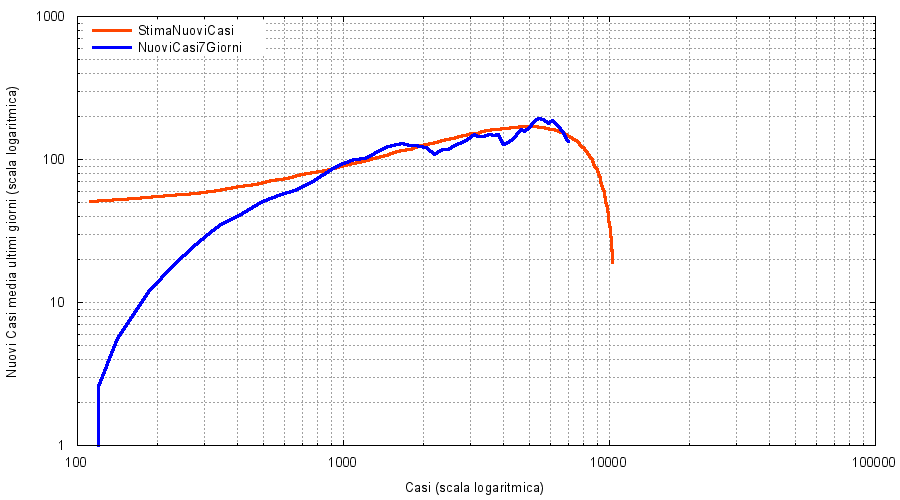 1000
StimaNuoviCasi
NuoviCasi7Giorni
100
10
1
Nuovi Casi media ultimi giorni (scala logaritmica)
100 1000 10000 100000
Casi (scala logaritmica)